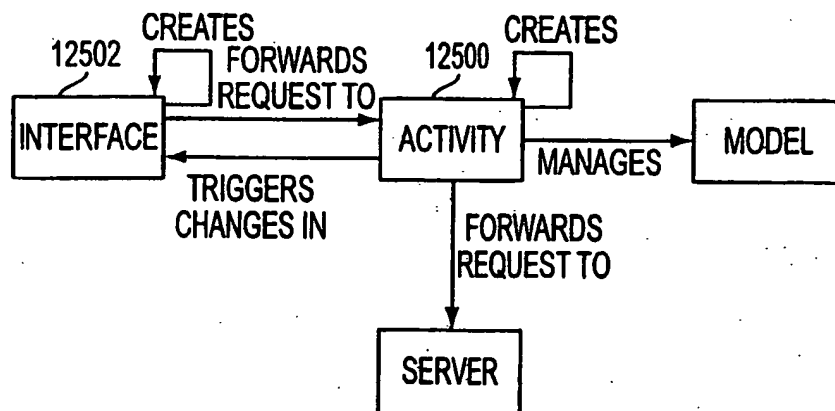 CREATES
CREATES
12502
FORWARDS
REQUEST TO
12500
INTERFACE
ACTIVITY
MANAGES
MODEL
TRIGGERS
CHANGES IN
FORWARDS
REQUEST TO
SERVER